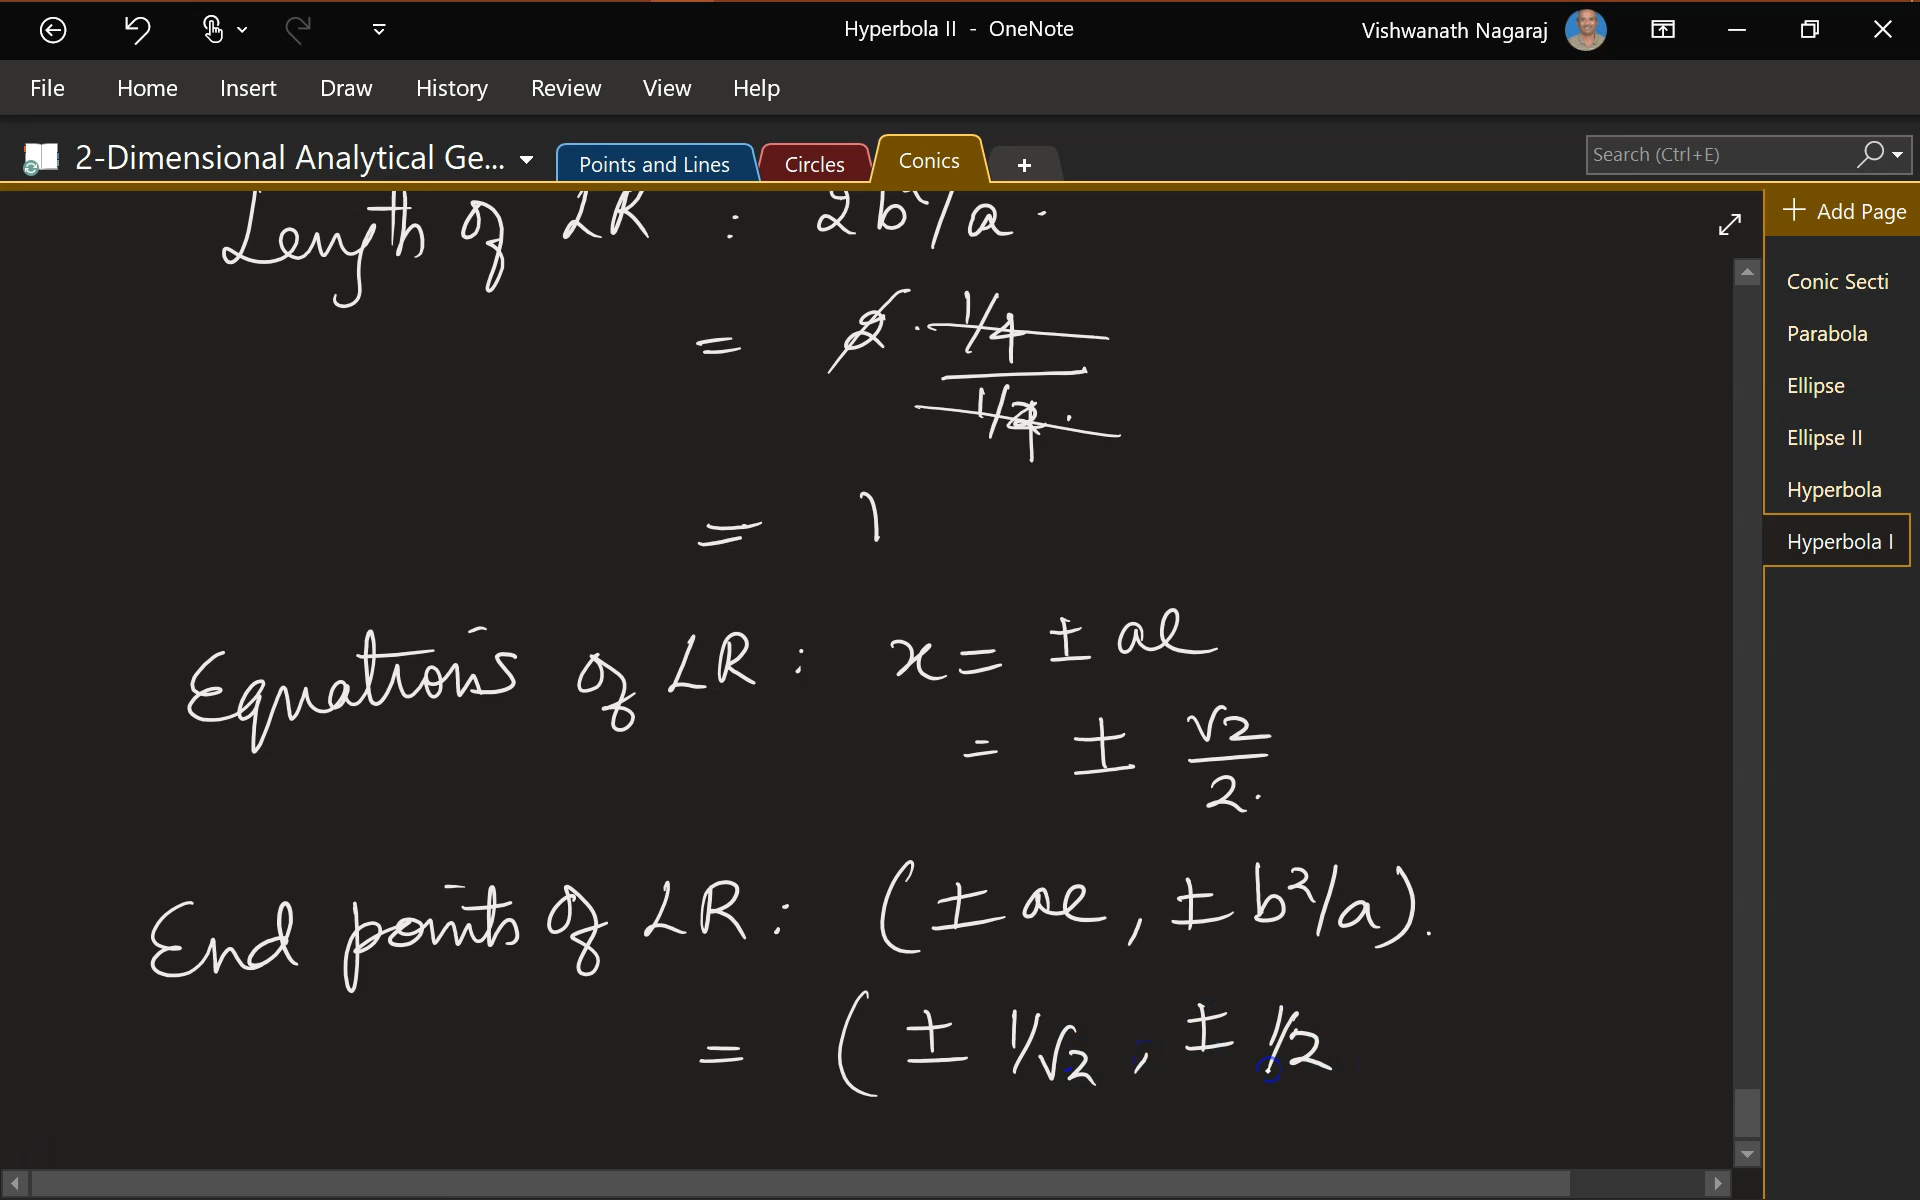 Hyperbola II - OneNote
Vishwanath Nagaraj
File Home Insert Draw History Review View Help
2-Dimensional Analytical Ge...
Points and Lines
Circles
Conics
+
Search (Ctrl+E)
+ Add Page
Conic Secti
Parabola
Ellipse
Ellipse II
Hyperbola
Hyperbola I
Length of LR : 2b²/a.
= 2 · 1/4
1/2.
= 1
Equations of LR : x = ± ae
= ± √2
2.
End points of LR : (± ae, ± b²/a).
= (± 1/√2, ± 1/2